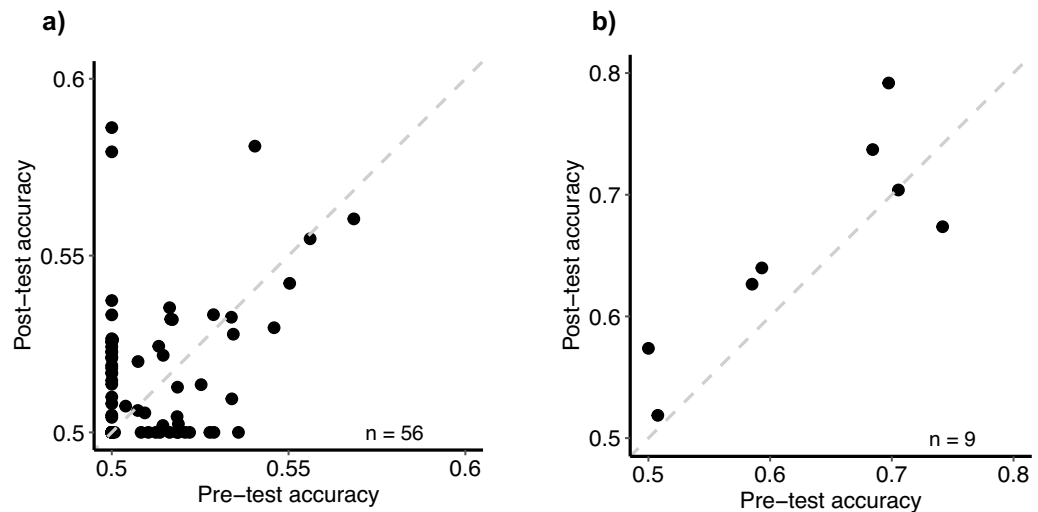 a)
0.6
0.55
0.5
Post−test accuracy
n = 56
0.5 0.55 0.6
Pre−test accuracy
b)
0.8
0.7
0.6
0.5
Post−test accuracy
n = 9
0.5 0.6 0.7 0.8
Pre−test accuracy